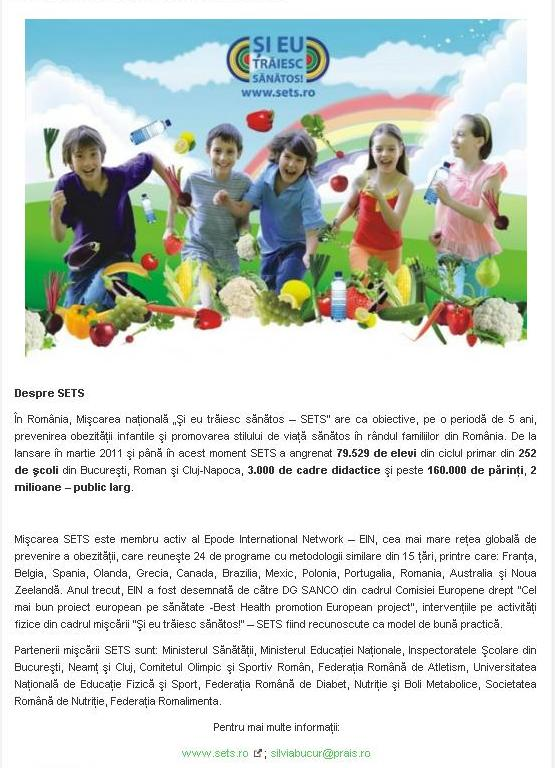 ŞI EU
TRĂIESC
SĂNĂTOS!
www.sets.ro
Despre SETS
În România, Mişcarea naţională „Şi eu trăiesc sănătos – SETS” are ca obiective, pe o periodă de 5 ani,
prevenirea obezităţii infantile şi promovarea stilului de viaţă sănătos în rândul familiilor din România. De la
lansare în martie 2011 şi până în acest moment SETS a angrenat 79.529 de elevi din ciclul primar din 252
de şcoli din Bucureşti, Roman şi Cluj-Napoca, 3.000 de cadre didactice şi peste 160.000 de părinţi, 2
milioane – public larg.
Mişcarea SETS este membru activ al Epode International Network – EIN, cea mai mare reţea globală de
prevenire a obezităţii, care reuneşte 24 de programe cu metodologii similare din 15 ţări, printre care: Franţa,
Belgia, Spania, Olanda, Grecia, Canada, Brazilia, Mexic, Polonia, Portugalia, Romania, Australia şi Noua
Zeelandă. Anul trecut, EIN a fost desemnată de către DG SANCO din cadrul Comisiei Europene drept "Cel
mai bun proiect european pe sănătate -Best Health promotion European project", intervenţiile pe activităţi
fizice din cadrul mişcării "Şi eu trăiesc sănătos!" – SETS fiind recunoscute ca model de bună practică.
Partenerii mişcării SETS sunt: Ministerul Sănătăţii, Ministerul Educaţiei Naţionale, Inspectoratele Şcolare din
Bucureşti, Neamţ şi Cluj, Comitetul Olimpic şi Sportiv Român, Federaţia Română de Atletism, Universitatea
Naţională de Educaţie Fizică şi Sport, Federaţia Română de Diabet, Nutriţie şi Boli Metabolice, Societatea
Română de Nutriţie, Federaţia Romalimenta.
Pentru mai multe informaţii:
www.sets.ro ; silviabucur@prais.ro